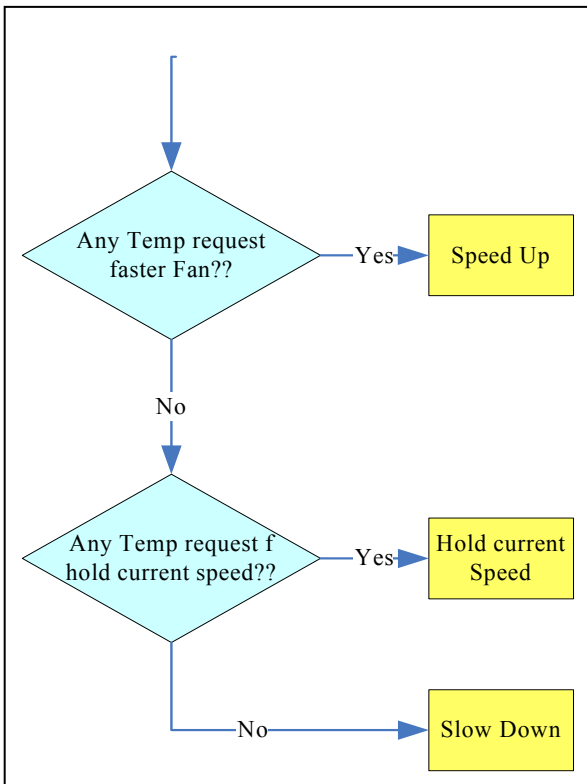 Any Temp request
faster Fan??
Yes
Speed Up
No
Any Temp request f
hold current speed??
Yes
Hold current
Speed
No
Slow Down